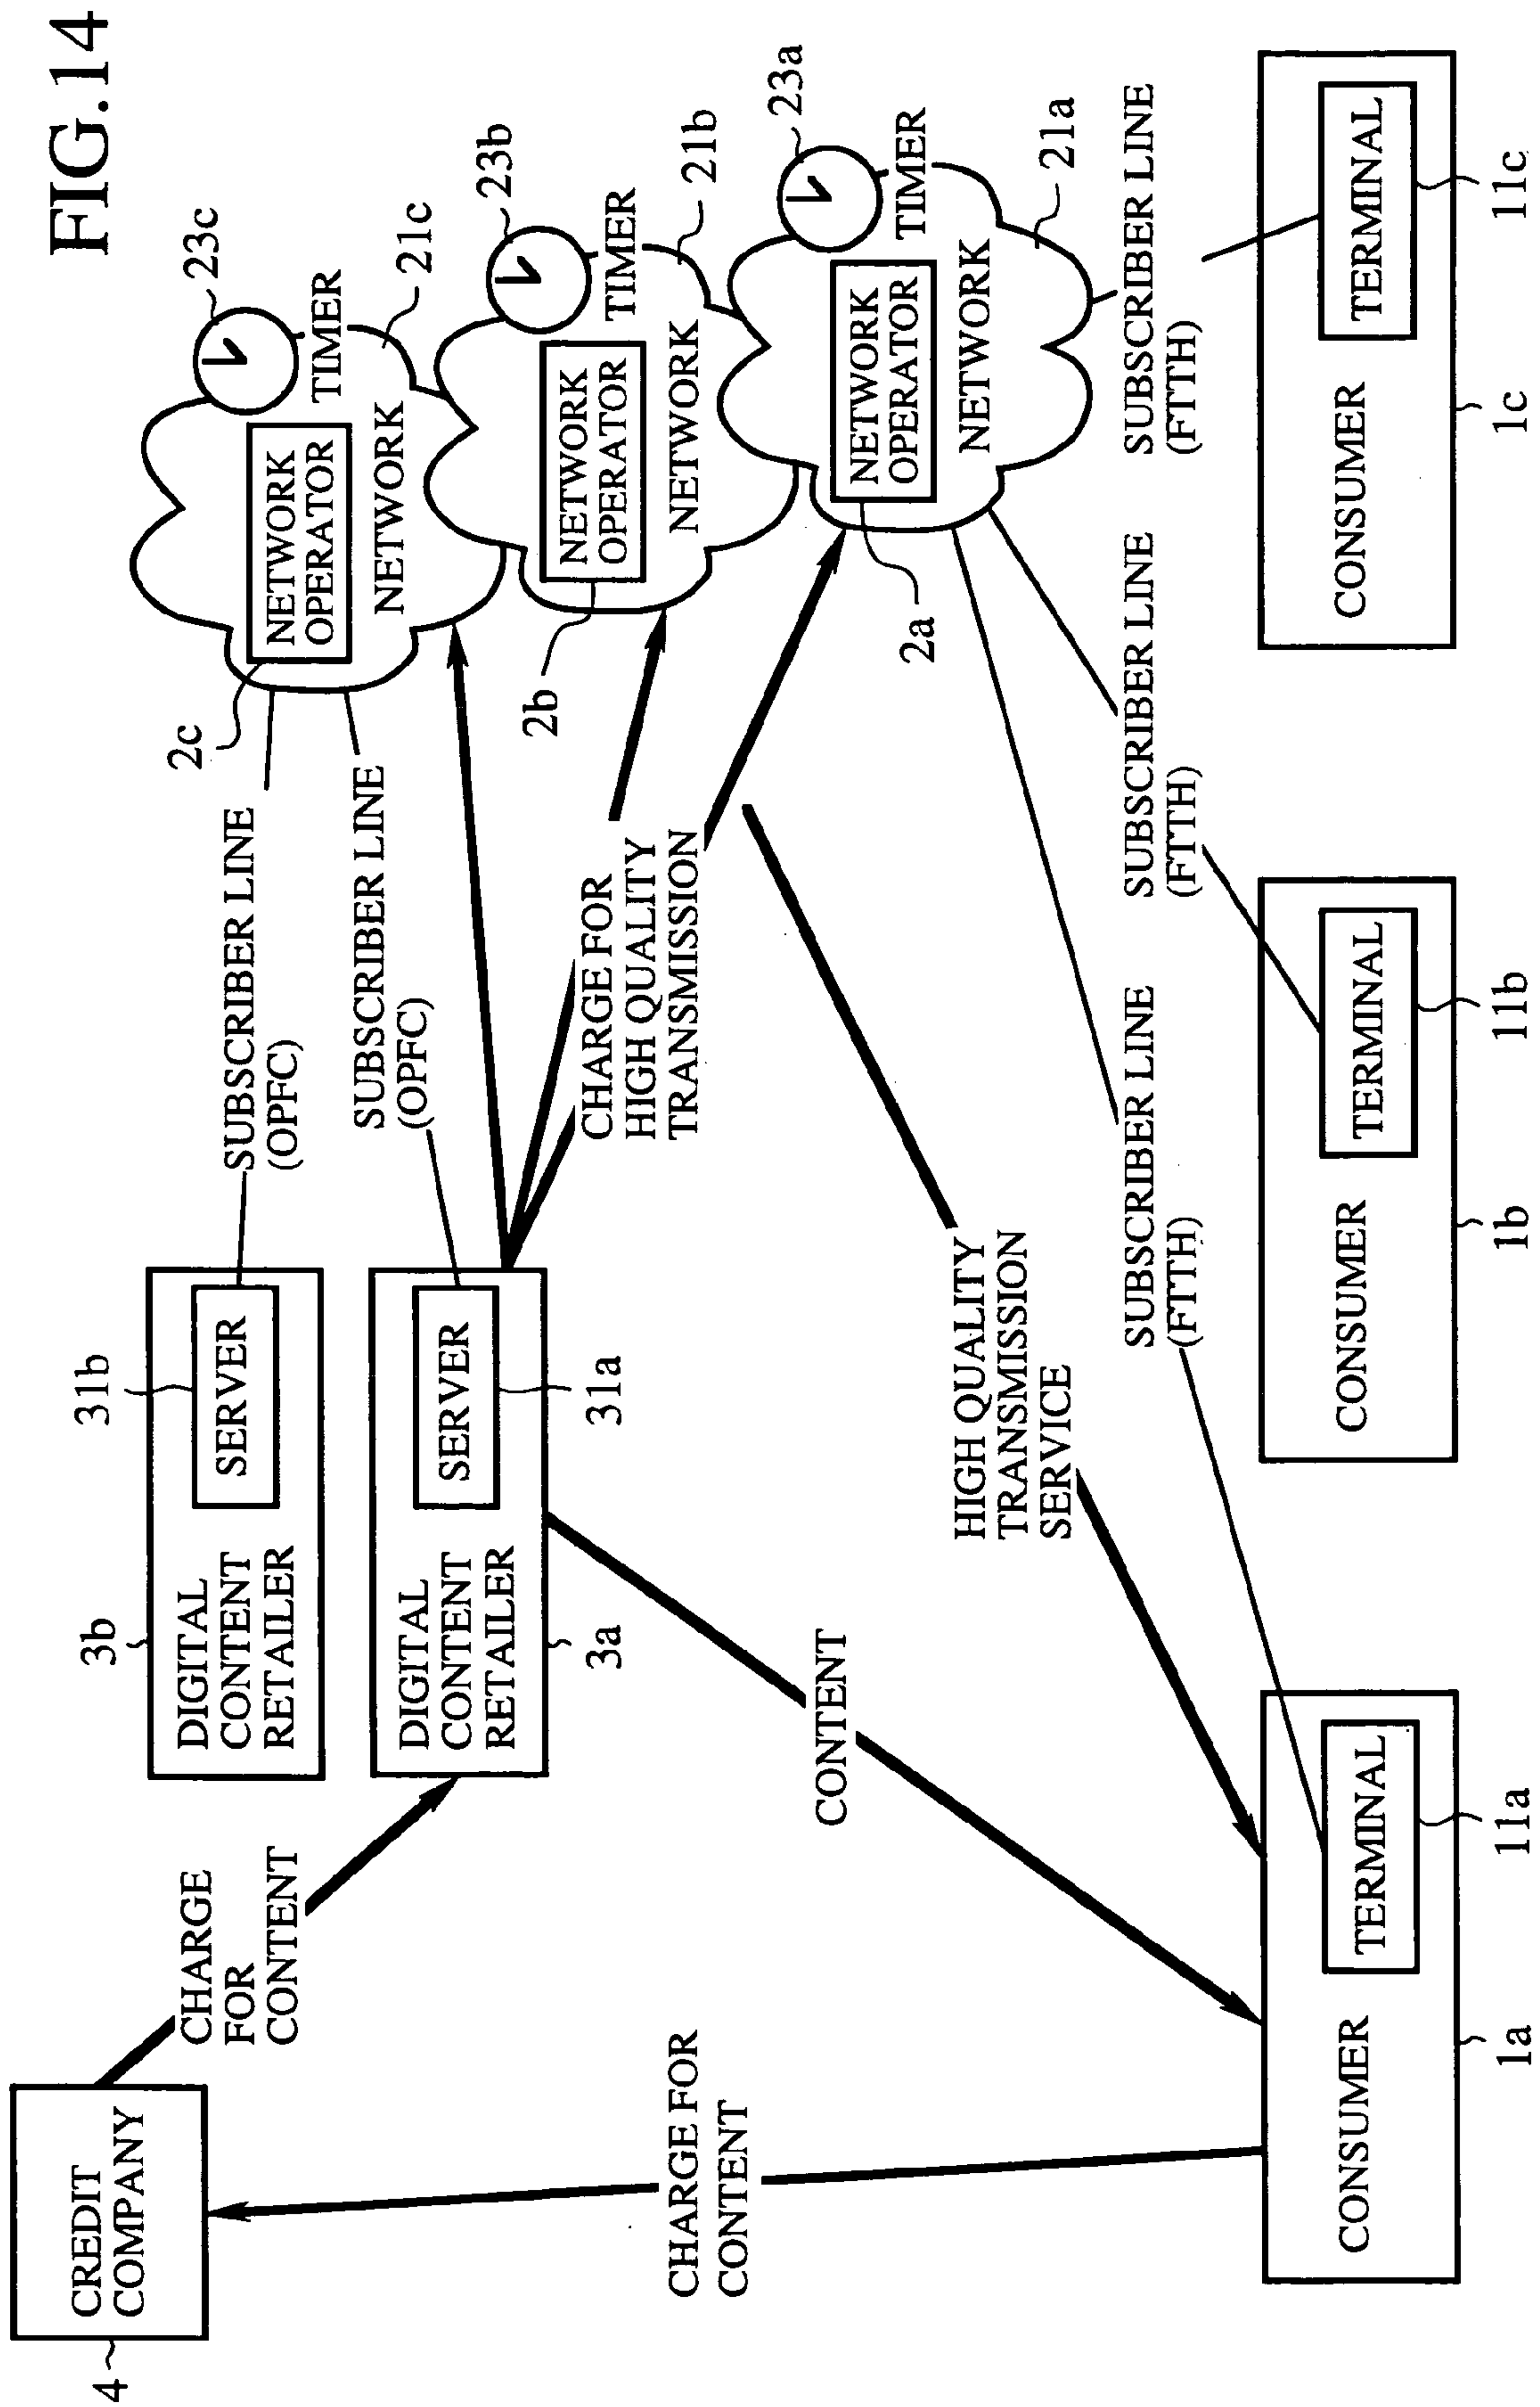 FIG.14
4
CREDIT
COMPANY
CHARGE
FOR
CONTENT
CHARGE FOR
CONTENT
3b
DIGITAL
CONTENT
RETAILER
SERVER
31b
DIGITAL
CONTENT
RETAILER
SERVER
3a
31a
SUBSCRIBER LINE
(OPFC)
SUBSCRIBER LINE
(OPFC)
CHARGE FOR
HIGH QUALITY
TRANSMISSION
CONTENT
HIGH QUALITY
TRANSMISSION
SERVICE
2c
NETWORK
OPERATOR
NETWORK
TIMER
23c
21c
2b
NETWORK
OPERATOR
NETWORK
TIMER
23b
21b
2a
NETWORK
OPERATOR
NETWORK
TIMER
23a
21a
SUBSCRIBER LINE
(FTTH)
SUBSCRIBER LINE
(FTTH)
SUBSCRIBER LINE
(FTTH)
CONSUMER
TERMINAL
1a
11a
CONSUMER
TERMINAL
1b
11b
CONSUMER
TERMINAL
1c
11c